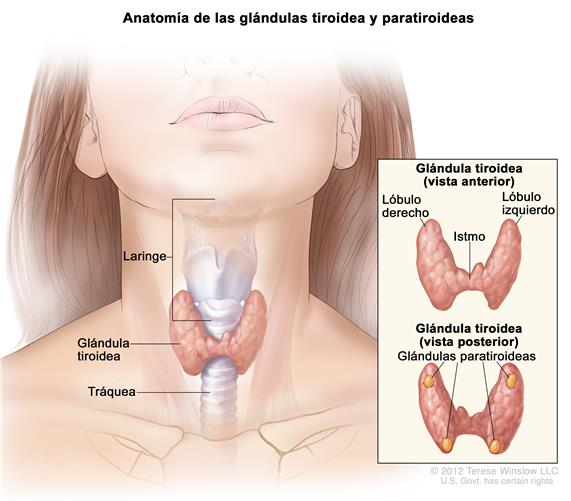 Anatomía de las glándulas tiroidea y paratiroideas
Laringe
Glándula
tiroidea
Tráquea
Glándula tiroidea
(vista anterior)
Lóbulo
derecho
Lóbulo
izquierdo
Istmo
Glándula tiroidea
(vista posterior)
Glándulas paratiroideas
© 2012 Terese Winslow LLC
U.S. Govt. has certain rights